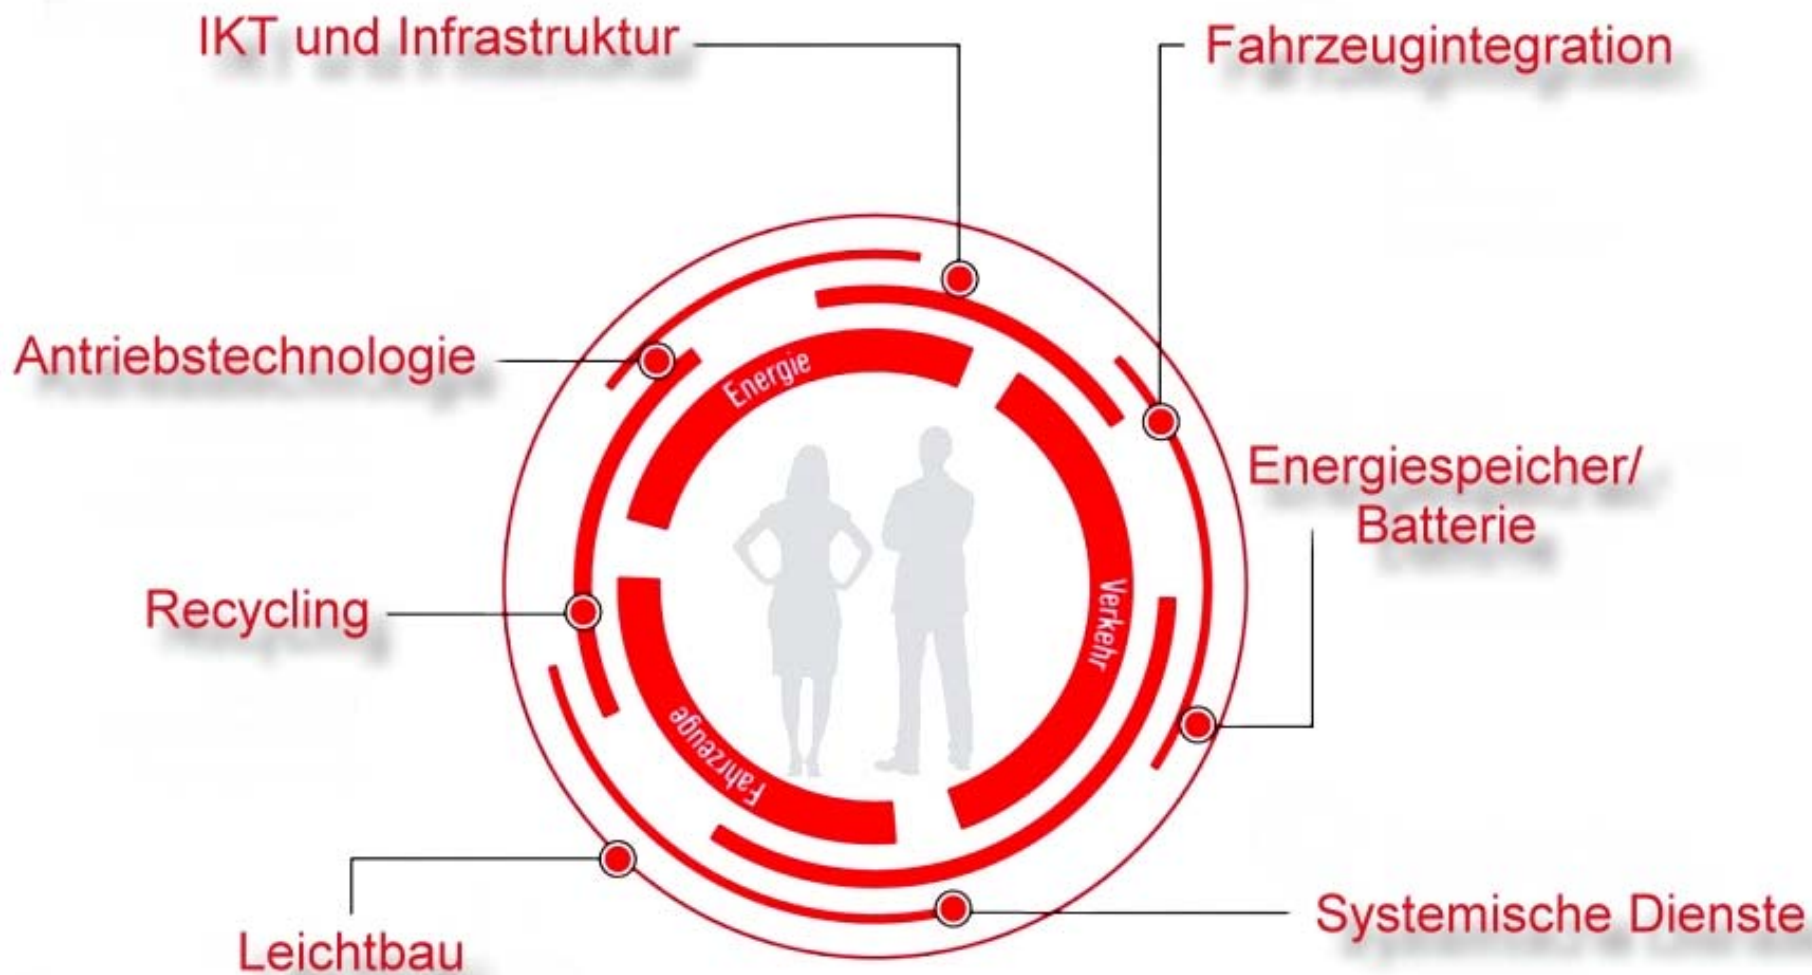 IKT und Infrastruktur
Fahrzeugintegration
Antriebstechnologie
Energie
Energiespeicher/
Batterie
Recycling
Verkehr
Fahrzeuge
Leichtbau
Systemische Dienste